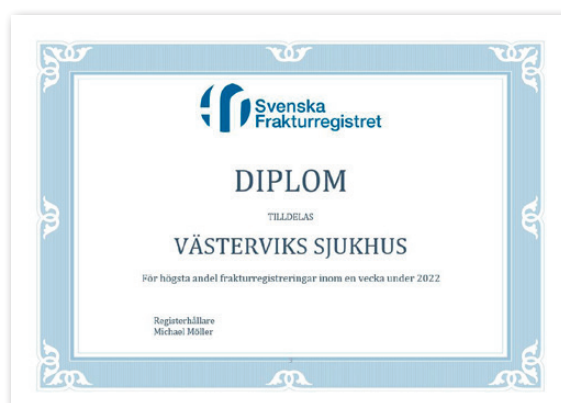 Svenska
Frakturregistret
DIPLOM
TILLDELAS
VÄSTERVIKS SJUKHUS
För högsta andel frakturregistreringar inom en vecka under 2022
Registerhållare
Michael Möller